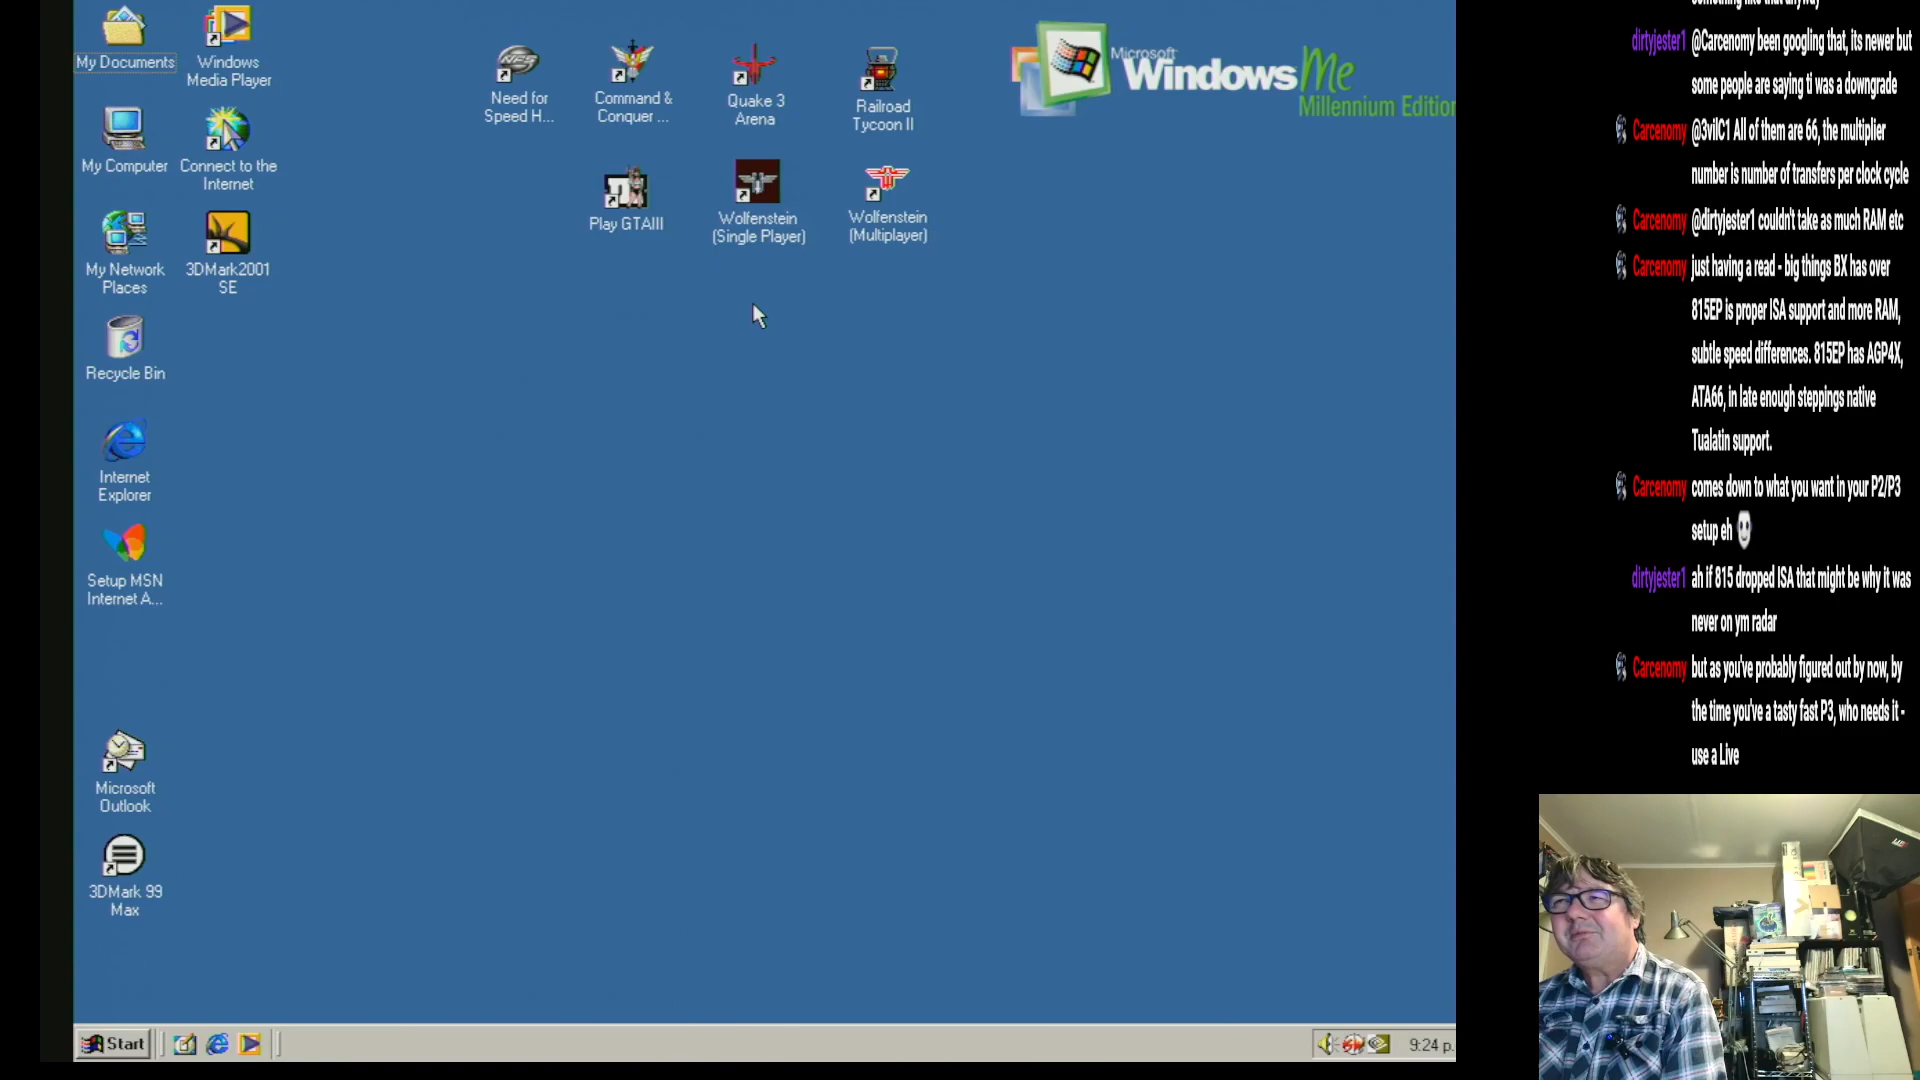 My Documents
Windows
Media Player
My Computer
Connect to the
Internet
My Network
Places
3DMark2001
SE
Recycle Bin
Internet
Explorer
Setup MSN
Internet A...
Microsoft
Outlook
3DMark 99
Max
Need for
Speed H...
Command &
Conquer ...
Quake 3
Arena
Railroad
Tycoon II
Play GTAIII
Wolfenstein
(Single Player)
Wolfenstein
(Multiplayer)
Microsoft
Windows Me
Millennium Edition
Start
9:24 p.
something like that anyway
dirtyjester1 @Carcenomy been googling that, its newer but
some people are saying ti was a downgrade
Carcenomy @3vilC1 All of them are 66, the multiplier
number is number of transfers per clock cycle
Carcenomy @dirtyjester1 couldn't take as much RAM etc
Carcenomy just having a read - big things BX has over
815EP is proper ISA support and more RAM,
subtle speed differences. 815EP has AGP4X,
ATA66, in late enough steppings native
Tualatin support.
Carcenomy comes down to what you want in your P2/P3
setup eh
dirtyjester1 ah if 815 dropped ISA that might be why it was
never on ym radar
Carcenomy but as you've probably figured out by now, by
the time you've a tasty fast P3, who needs it -
use a Live